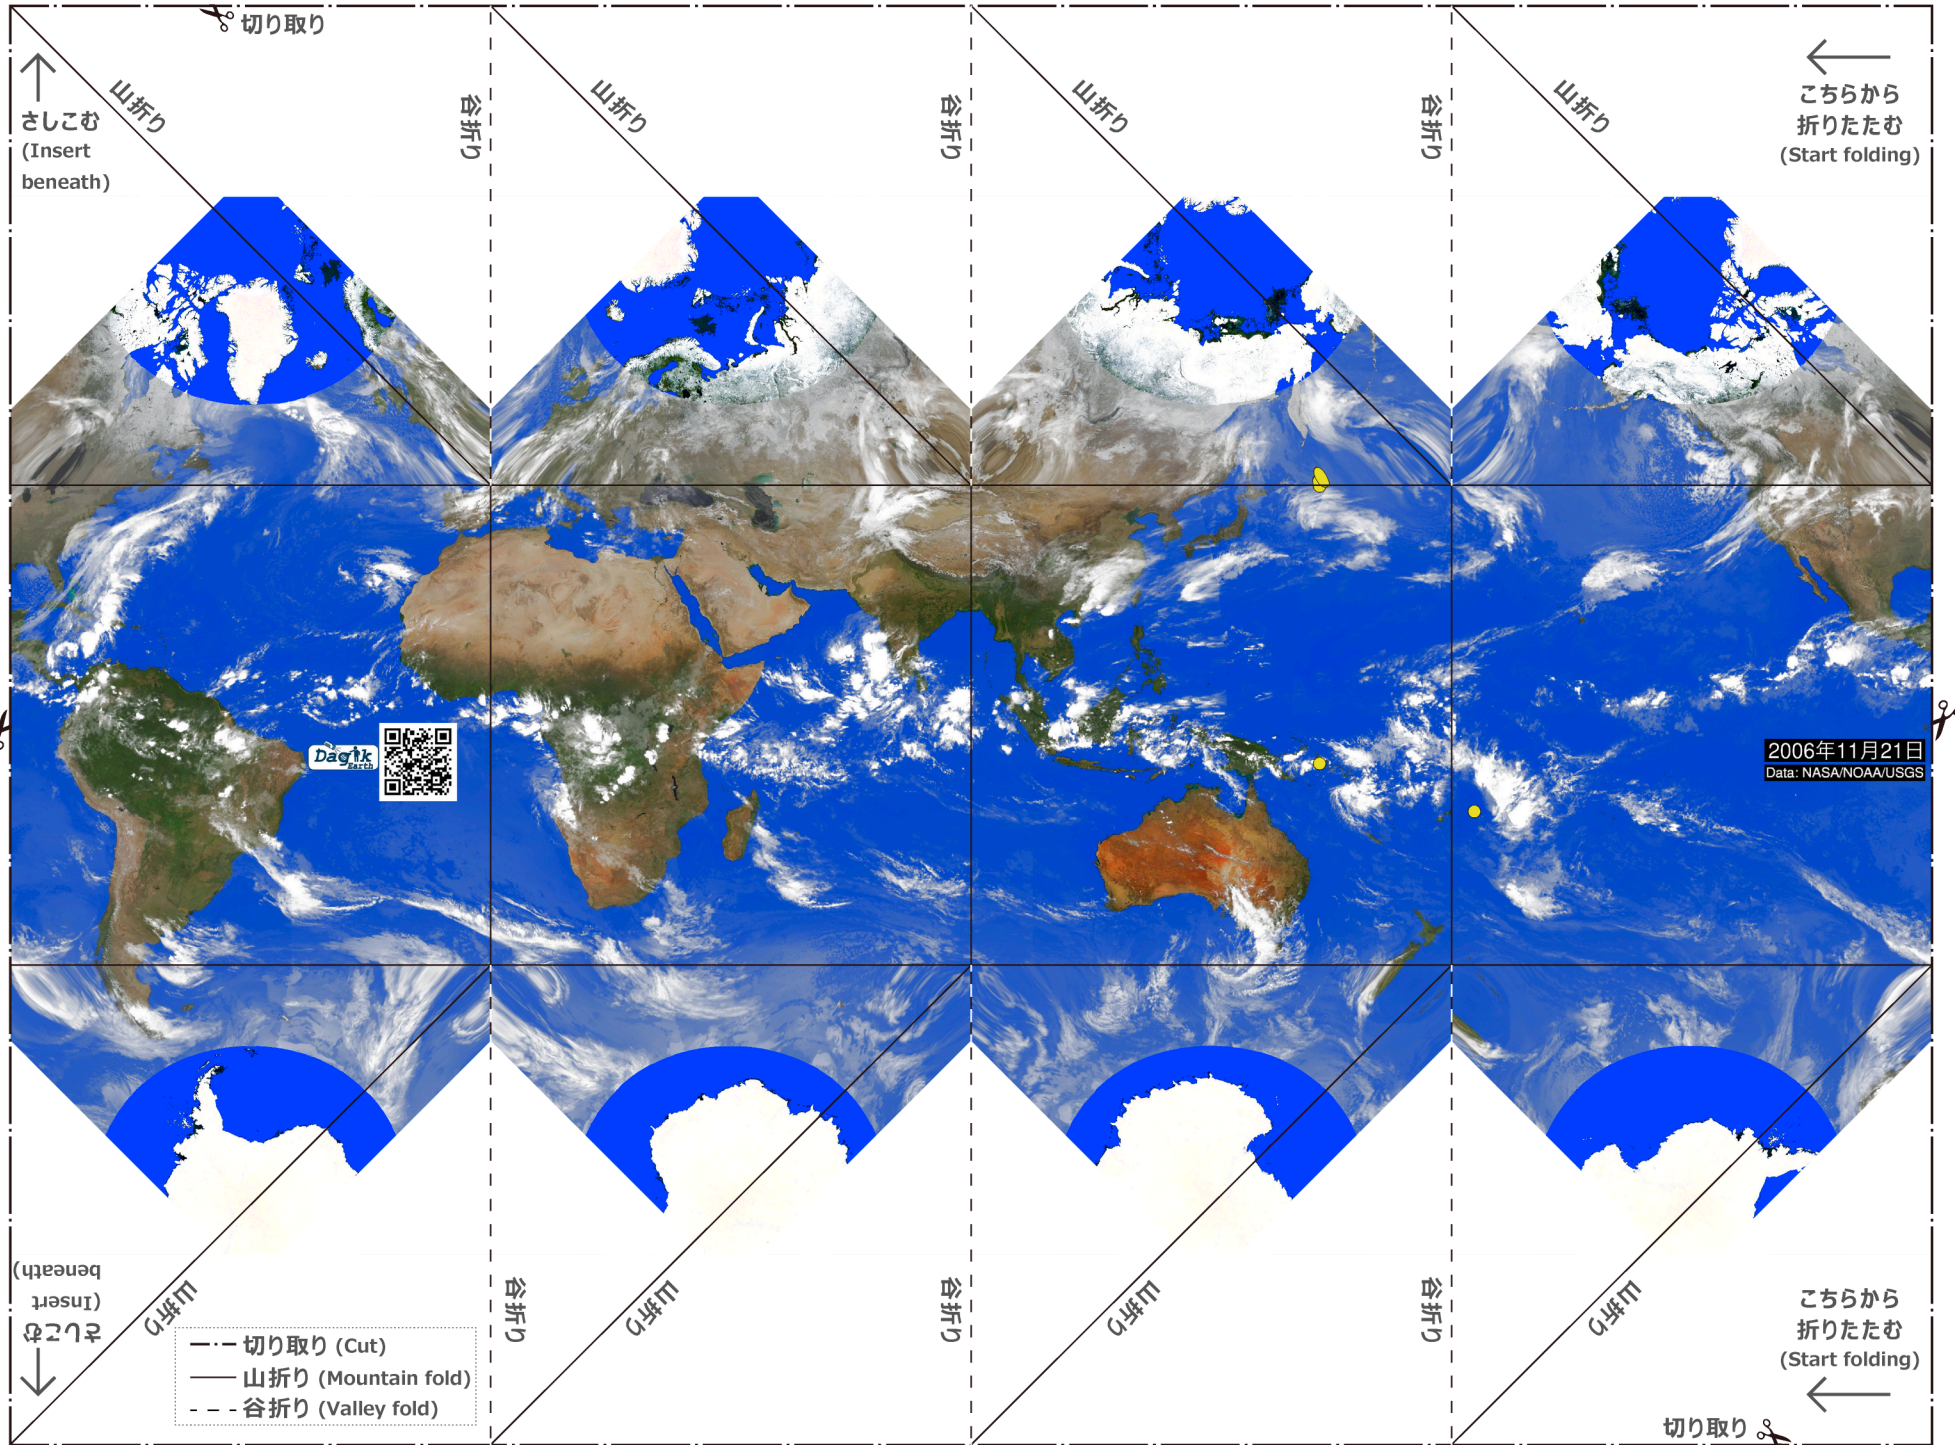 切り取り
山折り
谷折り
山折り
谷折り
山折り
谷折り
山折り
さしこむ
(Insert
beneath)
こちらから
折りたたむ
(Start folding)
Dagik
Earth
2006年11月21日
Data: NASA/NOAA/USGS
さしこむ
(Insert
beneath)
山折り
谷折り
山折り
谷折り
山折り
谷折り
山折り
こちらから
折りたたむ
(Start folding)
切り取り (Cut)
山折り (Mountain fold)
谷折り (Valley fold)
切り取り